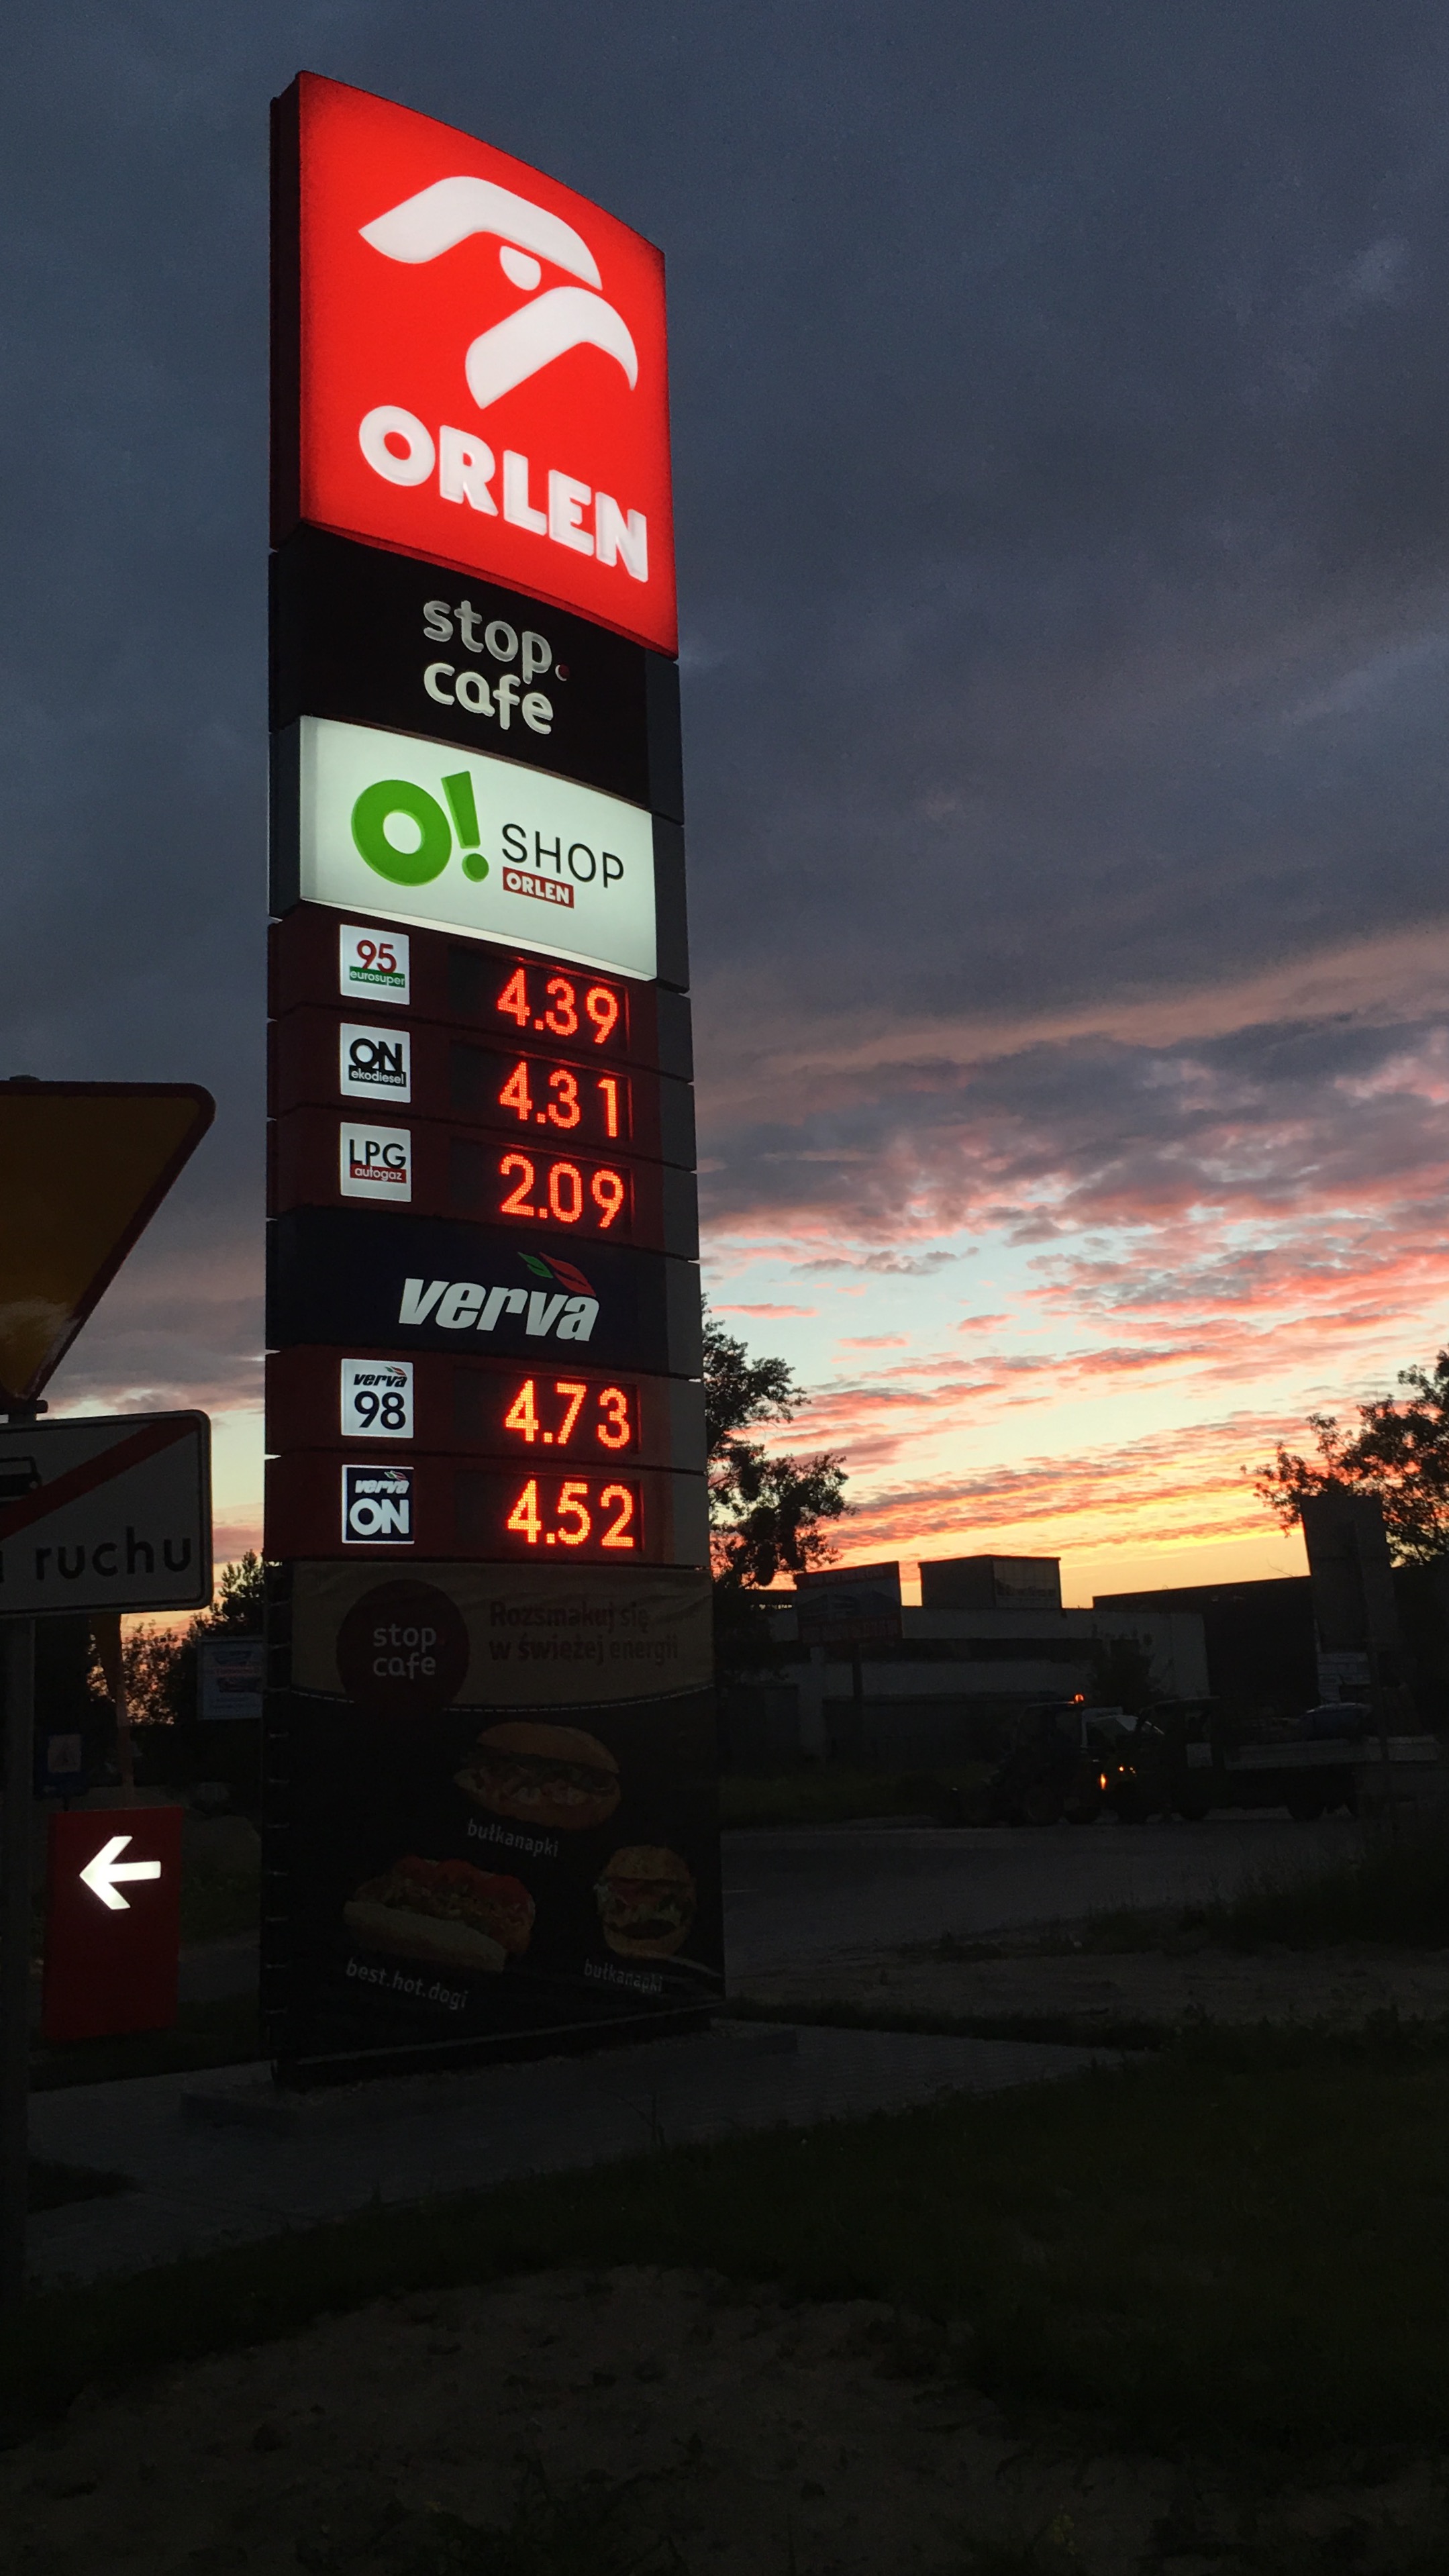 ORLEN
stop.
cafe
O! SHOP
ORLEN
95
eurosuper
4.39
ON
ekodiesel
4.31
LPG
autogaz
2.09
verva
verva
98
4.73
verva
ON
4.52
ruchu
stop.
cafe
Rozsmakuj się
w świeżej energii
bułkanapki
best.hot.dogi
bułkanapki